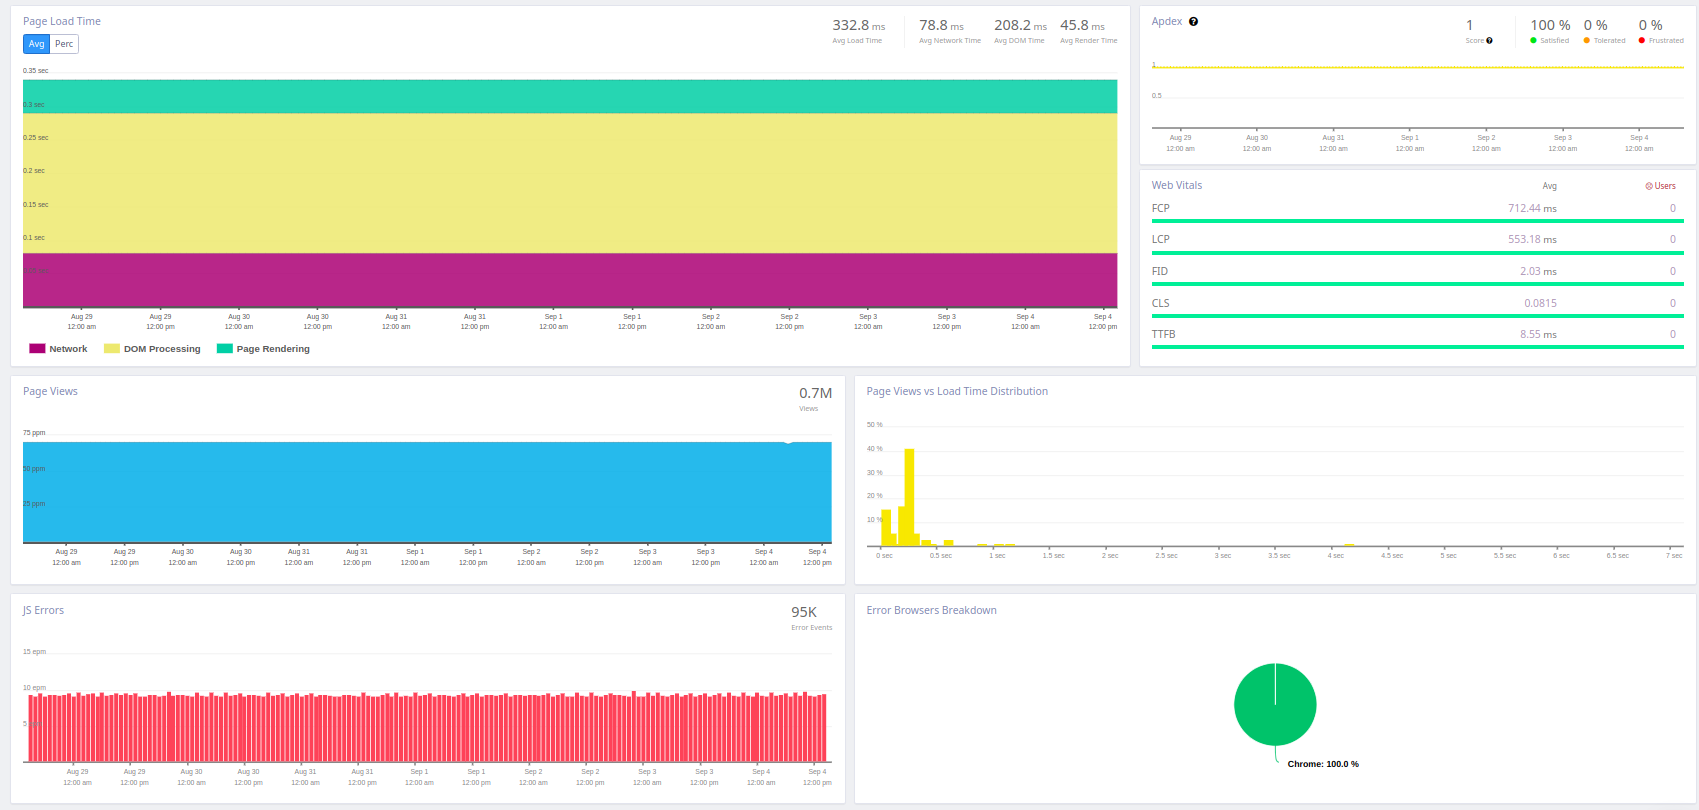 Page Load Time
332.8 ms 78.8 ms 208.2 ms 45.8 ms
Avg Load Time Avg Network Time Avg DOM Time Avg Render Time
Avg Perc
0.35 sec
0.3 sec
0.25 sec
0.2 sec
0.15 sec
0.1 sec
Aug 29 Aug 29 Aug 30 Aug 30 Aug 31 Aug 31 Sep 1 Sep 1 Sep 2 Sep 2 Sep 3 Sep 3 Sep 4 Sep 4
12:00 am 12:00 pm 12:00 am 12:00 pm 12:00 am 12:00 pm 12:00 am 12:00 pm 12:00 am 12:00 pm 12:00 am 12:00 pm 12:00 am 12:00 pm
Network DOM Processing Page Rendering
Apdex ?
1 100 % 0 % 0 %
Score ? Satisfied Tolerated Frustrated
1
0.5
Aug 29 Aug 30 Aug 31 Sep 1 Sep 2 Sep 3 Sep 4
12:00 am 12:00 am 12:00 am 12:00 am 12:00 am 12:00 am 12:00 am
Web Vitals Avg Users
FCP 712.44 ms 0
LCP 553.18 ms 0
FID 2.03 ms 0
CLS 0.0815 0
TTFB 8.55 ms 0
Page Views
0.7M
Views
75 ppm
50 ppm
25 ppm
Aug 29 Aug 29 Aug 30 Aug 30 Aug 31 Aug 31 Sep 1 Sep 1 Sep 2 Sep 2 Sep 3 Sep 3 Sep 4 Sep 4
12:00 am 12:00 pm 12:00 am 12:00 pm 12:00 am 12:00 pm 12:00 am 12:00 pm 12:00 am 12:00 pm 12:00 am 12:00 pm 12:00 am 12:00 pm
Page Views vs Load Time Distribution
50 %
40 %
30 %
20 %
10 %
0 sec 0.5 sec 1 sec 1.5 sec 2 sec 2.5 sec 3 sec 3.5 sec 4 sec 4.5 sec 5 sec 5.5 sec 6 sec 6.5 sec 7 sec
JS Errors
95K
Error Events
15 epm
10 epm
5
Aug 29 Aug 29 Aug 30 Aug 30 Aug 31 Aug 31 Sep 1 Sep 1 Sep 2 Sep 2 Sep 3 Sep 3 Sep 4 Sep 4
12:00 am 12:00 pm 12:00 am 12:00 pm 12:00 am 12:00 pm 12:00 am 12:00 pm 12:00 am 12:00 pm 12:00 am 12:00 pm 12:00 am 12:00 pm
Error Browsers Breakdown
Chrome: 100.0 %